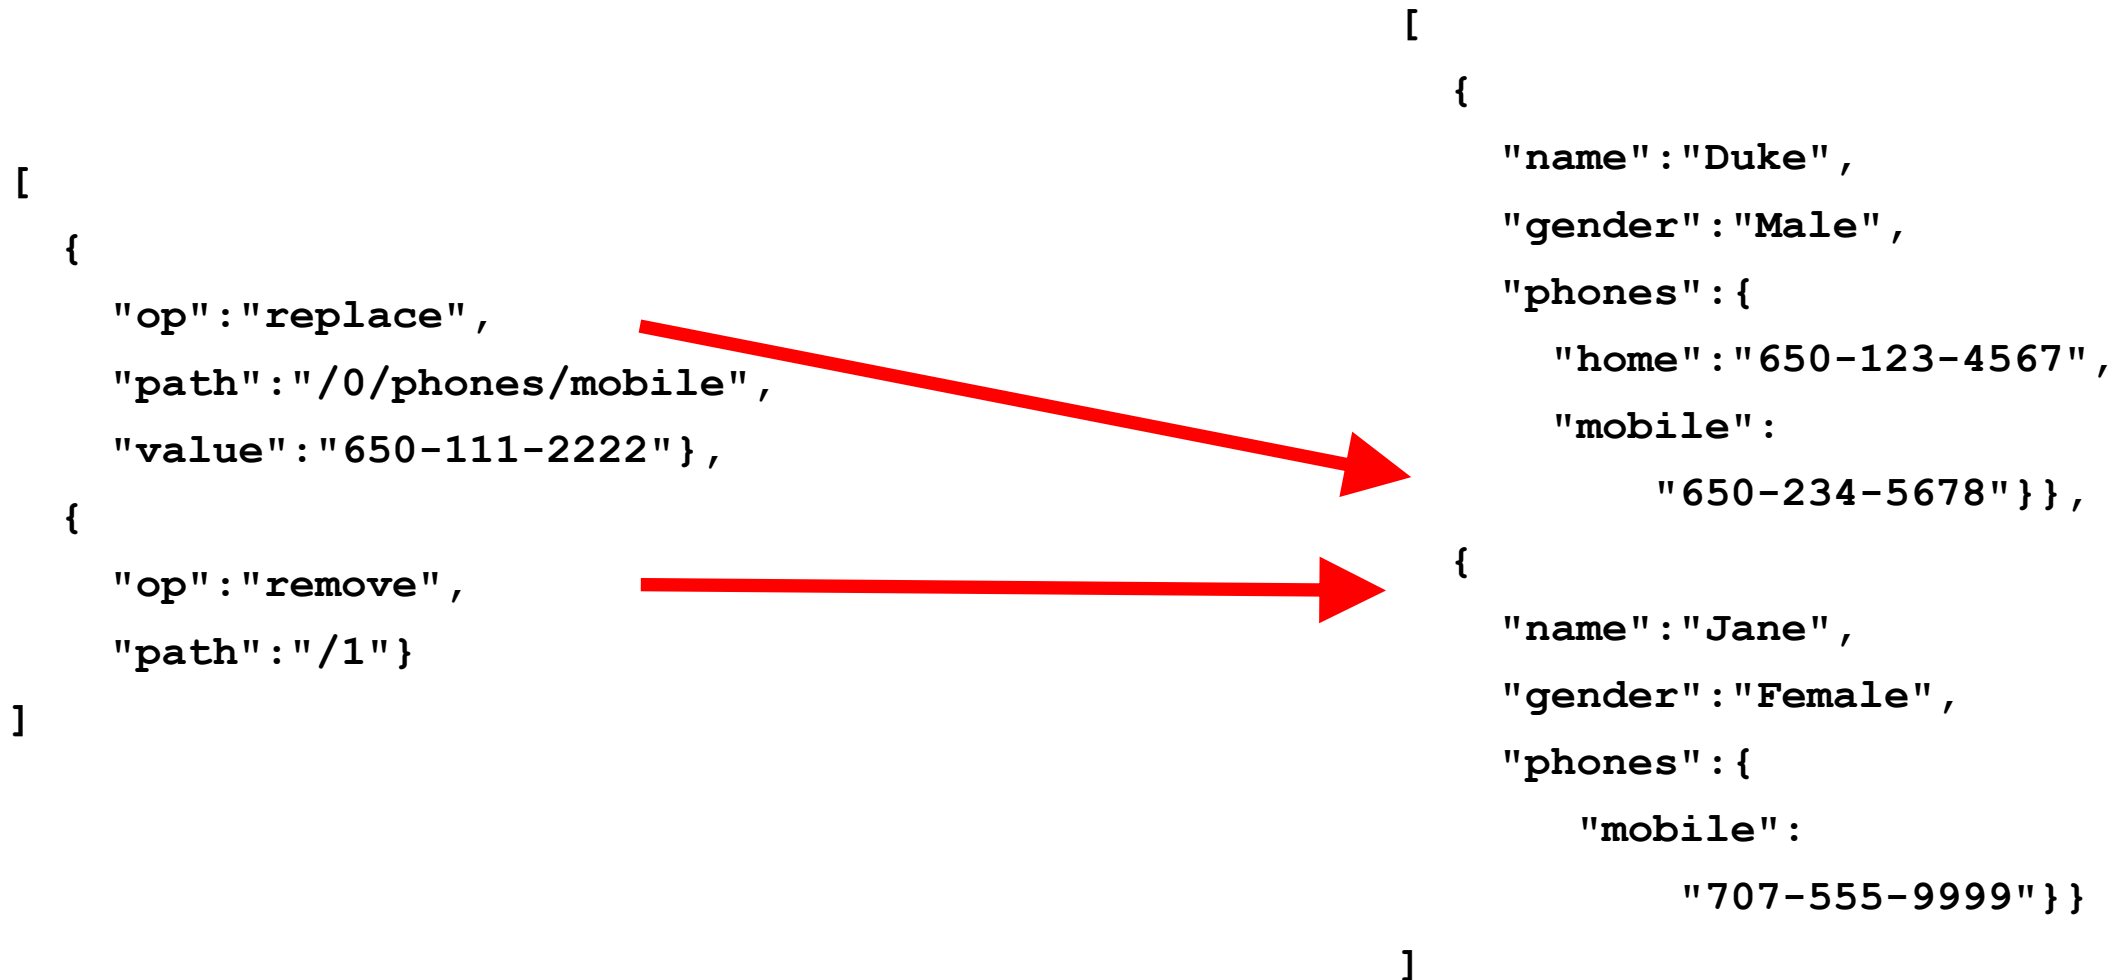 [
{
"op":"replace",
"path":"/0/phones/mobile",
"value":"650-111-2222"},
{
"op":"remove",
"path":"/1"}
]
[
{
"name":"Duke",
"gender":"Male",
"phones":{
"home":"650-123-4567",
"mobile":
"650-234-5678"}},
{
"name":"Jane",
"gender":"Female",
"phones":{
"mobile":
"707-555-9999"}}
]